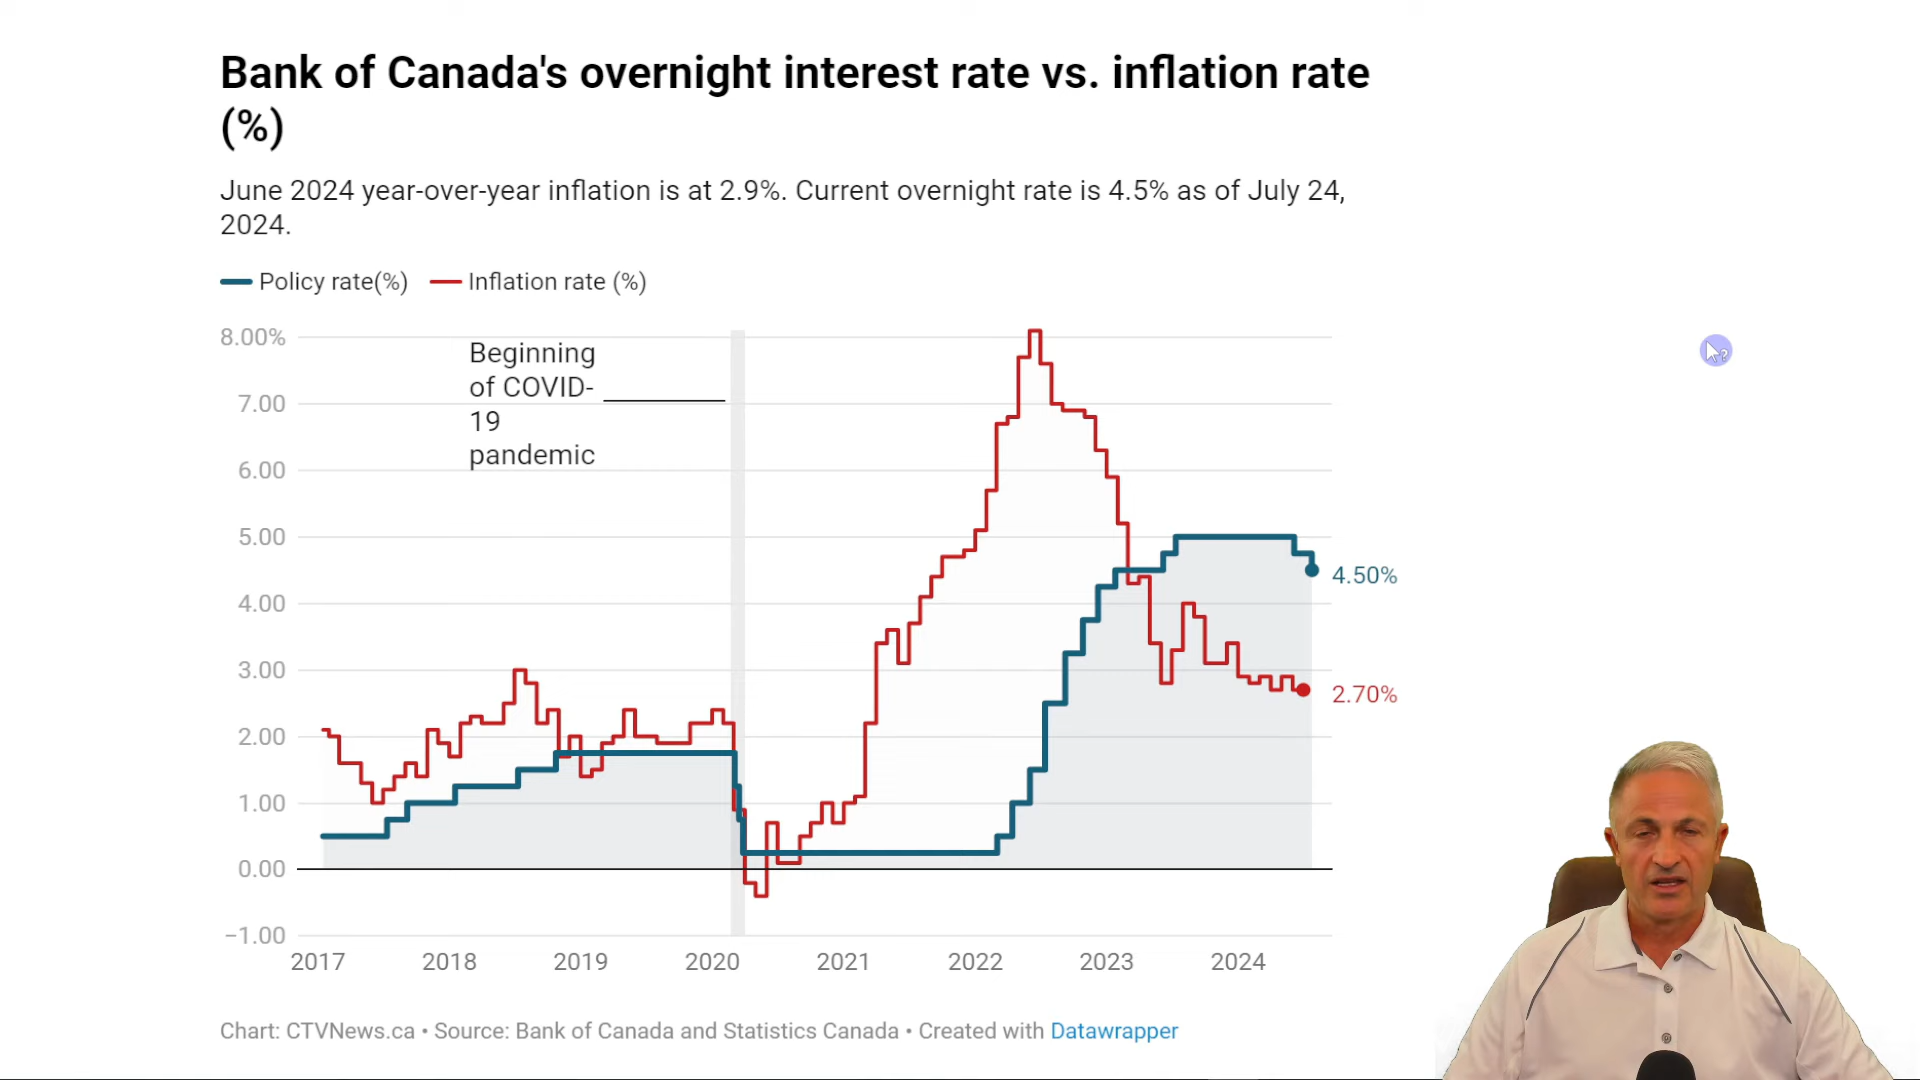 Bank of Canada's overnight interest rate vs. inflation rate
(%)
June 2024 year-over-year inflation is at 2.9%. Current overnight rate is 4.5% as of July 24,
2024.
Policy rate(%) Inflation rate (%)
8.00%
Beginning
of COVID-
19
pandemic
7.00
6.00
5.00
4.00
3.00
2.00
1.00
0.00
−1.00
4.50%
2.70%
2017 2018 2019 2020 2021 2022 2023 2024
Chart: CTVNews.ca • Source: Bank of Canada and Statistics Canada • Created with Datawrapper